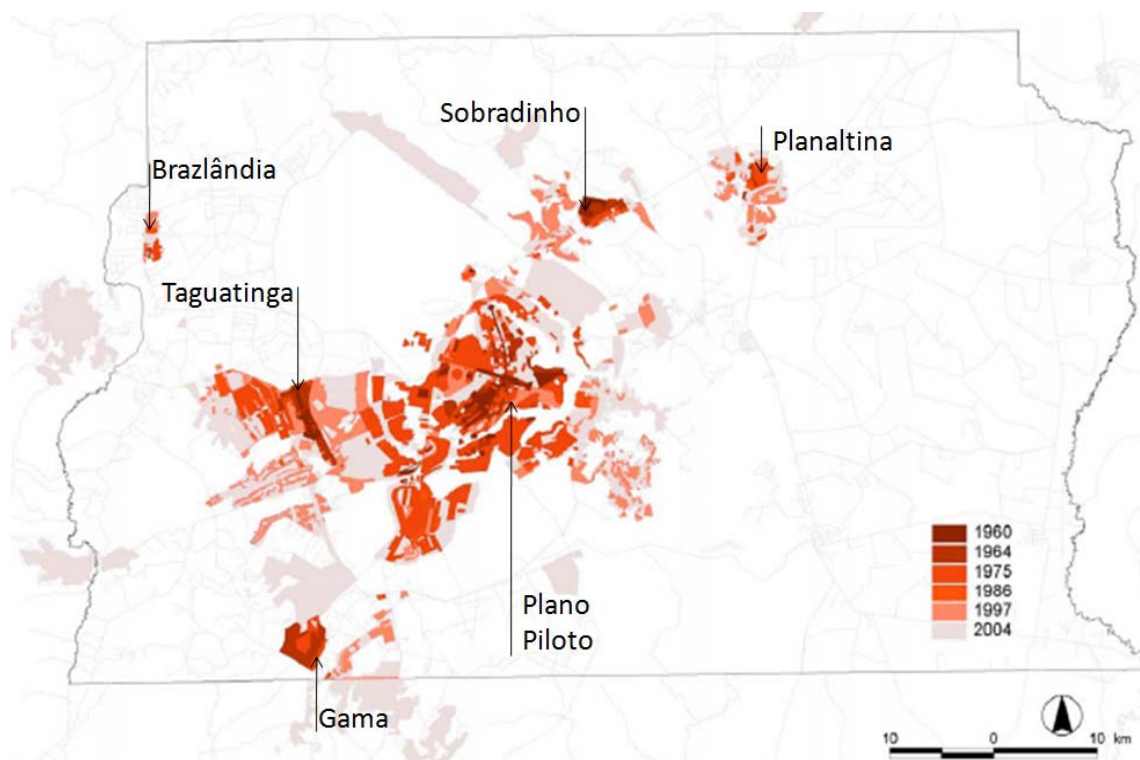 Sobradinho
Planaltina
Brazlândia
Taguatinga
1960
1964
1975
1986
1997
2004
Plano
Piloto
Gama
10 0 10 km